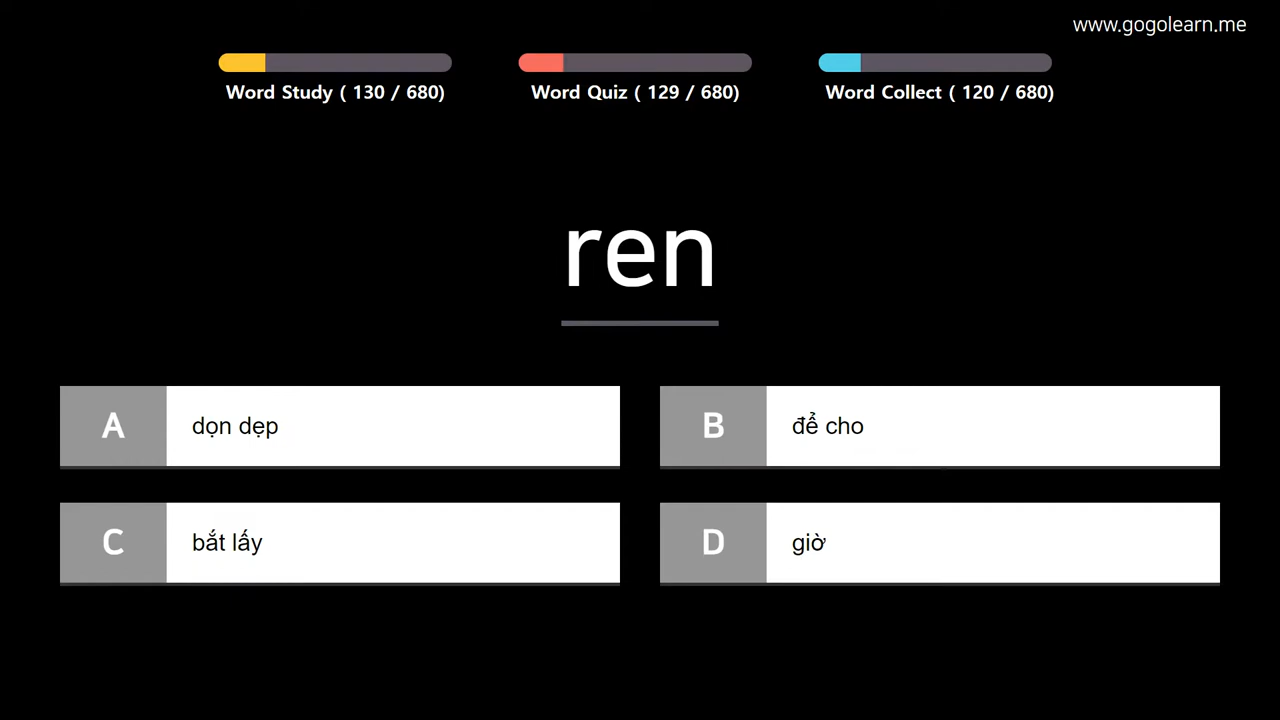 www.gogolearn.me
Word Study ( 130 / 680)
Word Quiz ( 129 / 680)
Word Collect ( 120 / 680)
ren
A dọn dẹp
B để cho
C bắt lấy
D giờ